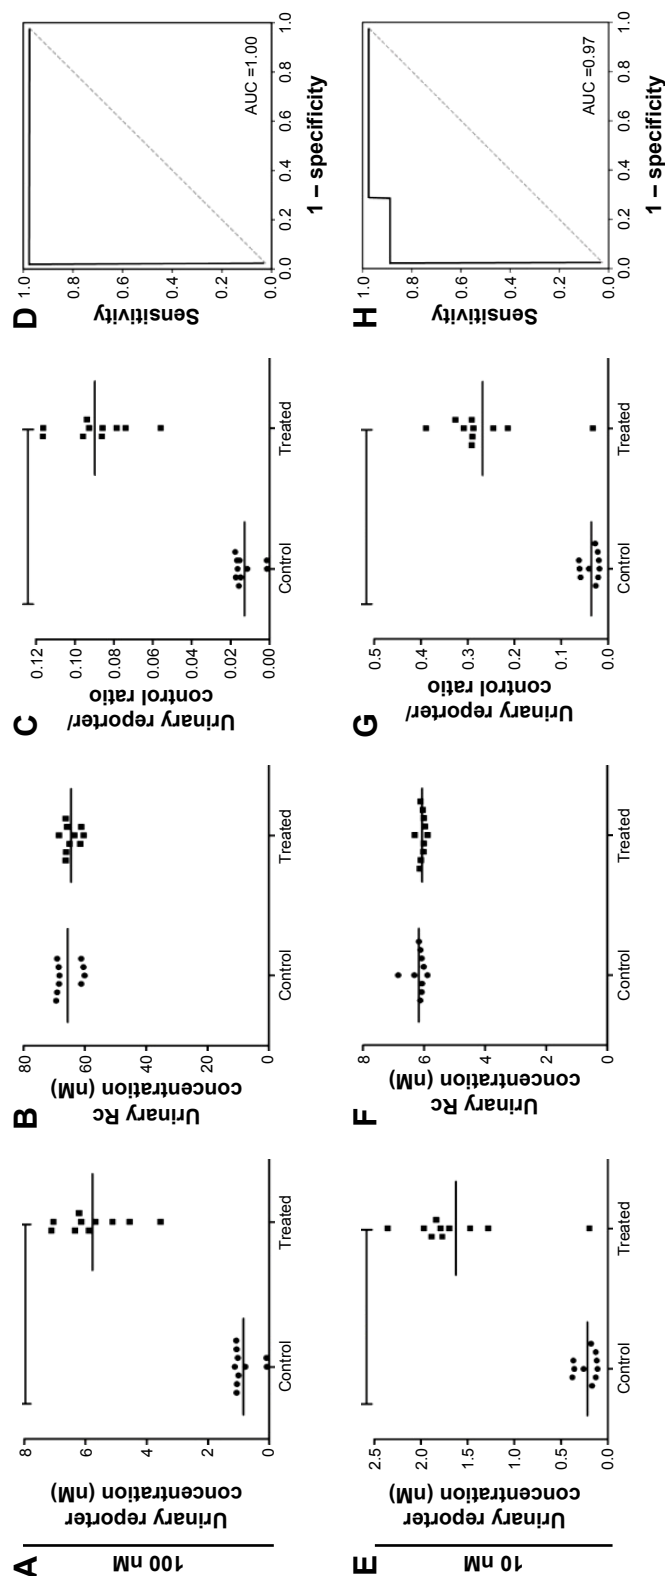 100 nM
A
Urinary reporter
concentration (nM)
8
6
4
2
0
Control
Treated
B
Urinary Rc
concentration (nM)
80
60
40
20
0
Control
Treated
C
Urinary reporter/
control ratio
0.12
0.10
0.08
0.06
0.04
0.02
0.00
Control
Treated
D
Sensitivity
1.0
0.8
0.6
0.4
0.2
0.0
AUC =1.00
0.0 0.2 0.4 0.6 0.8 1.0
1 – specificity
10 nM
E
Urinary reporter
concentration (nM)
2.5
2.0
1.5
1.0
0.5
0.0
Control
Treated
F
Urinary Rc
concentration (nM)
8
6
4
2
0
Control
Treated
G
Urinary reporter/
control ratio
0.5
0.4
0.3
0.2
0.1
0.0
Control
Treated
H
Sensitivity
1.0
0.8
0.6
0.4
0.2
0.0
AUC =0.97
0.0 0.2 0.4 0.6 0.8 1.0
1 – specificity